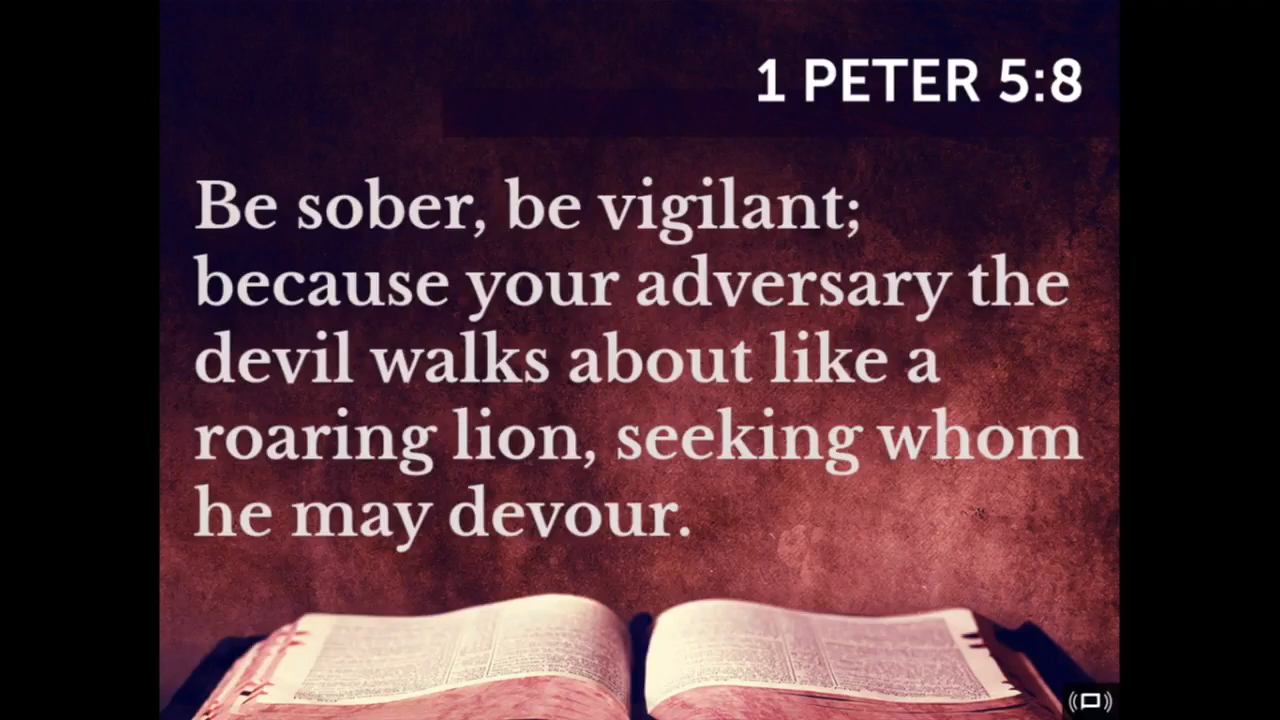 1 PETER 5:8
Be sober, be vigilant;
because your adversary the
devil walks about like a
roaring lion, seeking whom
he may devour.